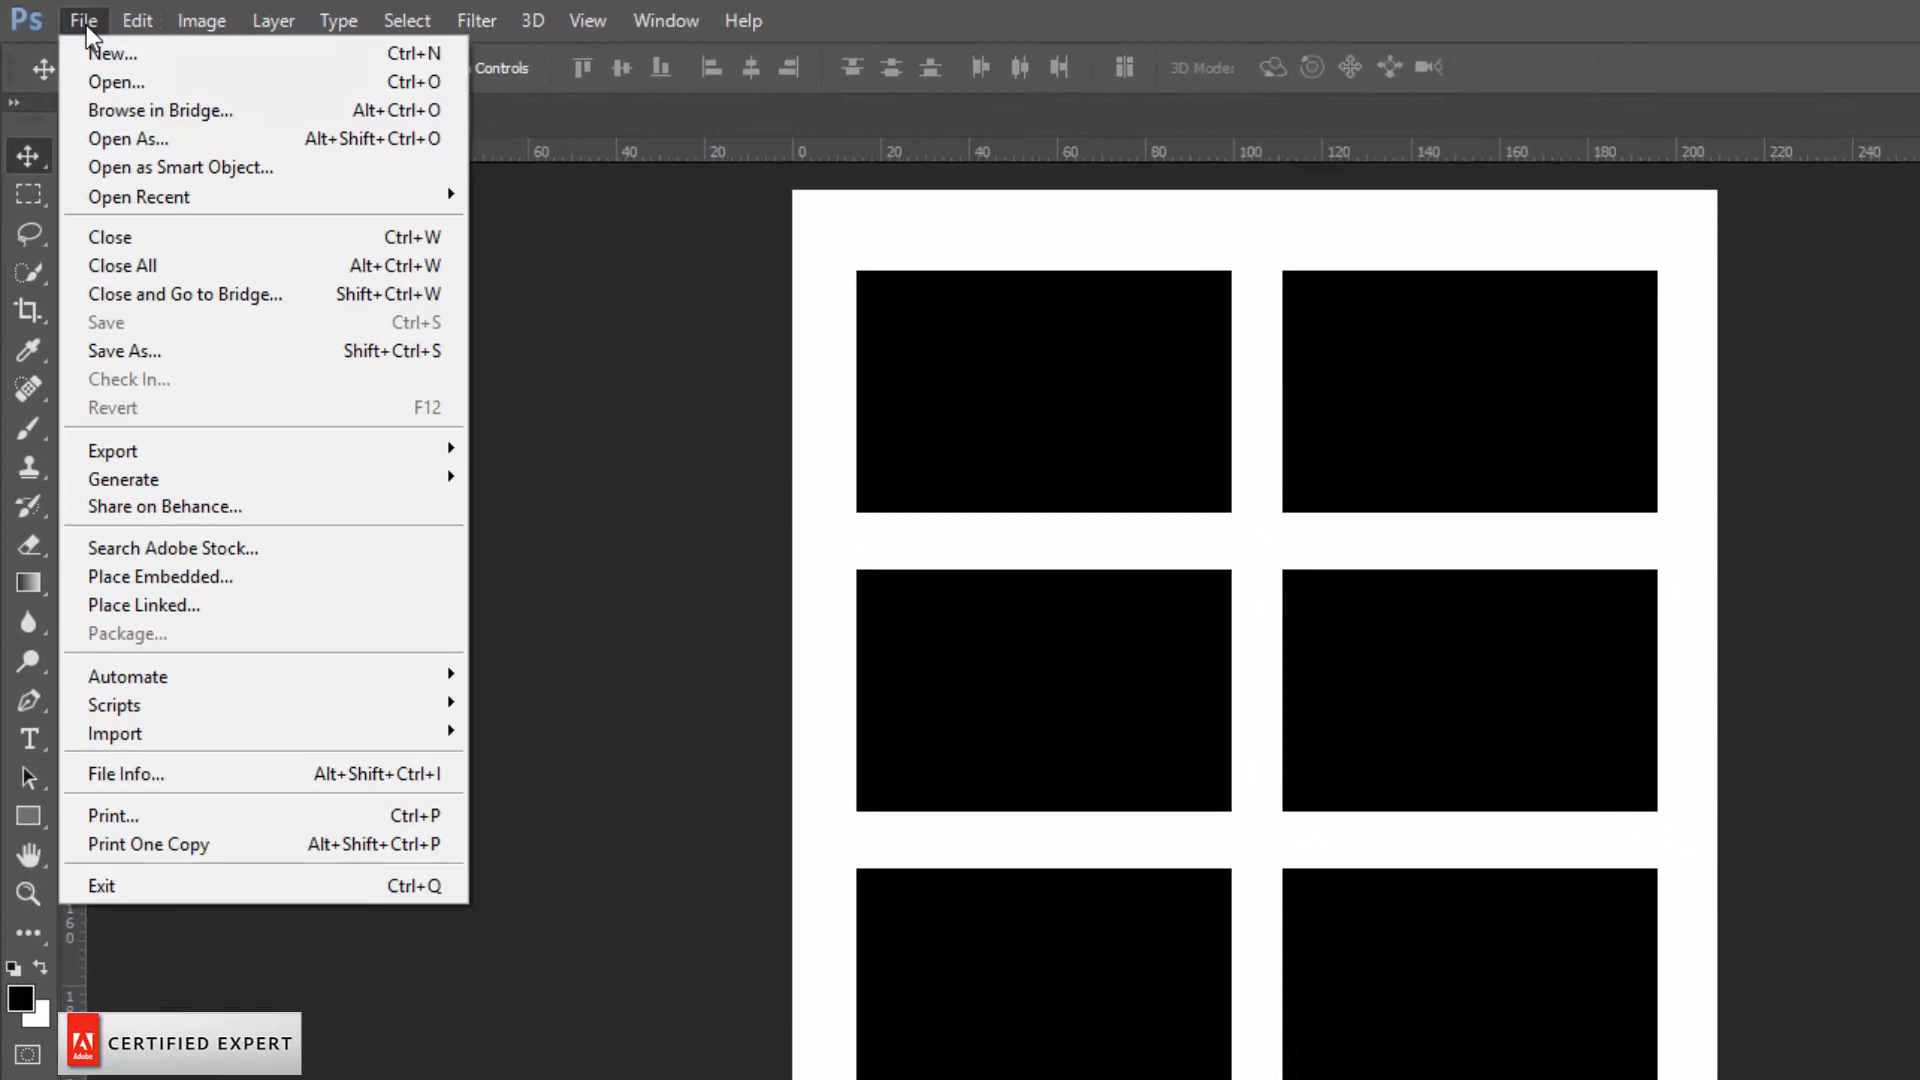 Ps File Edit Image Layer Type Select Filter 3D View Window Help
New... Ctrl+N
Controls 3D Mode:
Open... Ctrl+O
Browse in Bridge... Alt+Ctrl+O
Open As... Alt+Shift+Ctrl+O
60 40 20 0 20 40 60 80 100 120 140 160 180 200 220 240
Open as Smart Object...
Open Recent
Close Ctrl+W
Close All Alt+Ctrl+W
Close and Go to Bridge... Shift+Ctrl+W
Save Ctrl+S
Save As... Shift+Ctrl+S
Check In...
Revert F12
Export
Generate
Share on Behance...
Search Adobe Stock...
Place Embedded...
Place Linked...
Package...
Automate
Scripts
Import
File Info... Alt+Shift+Ctrl+I
Print... Ctrl+P
Print One Copy Alt+Shift+Ctrl+P
Exit Ctrl+Q
160
Adobe CERTIFIED EXPERT